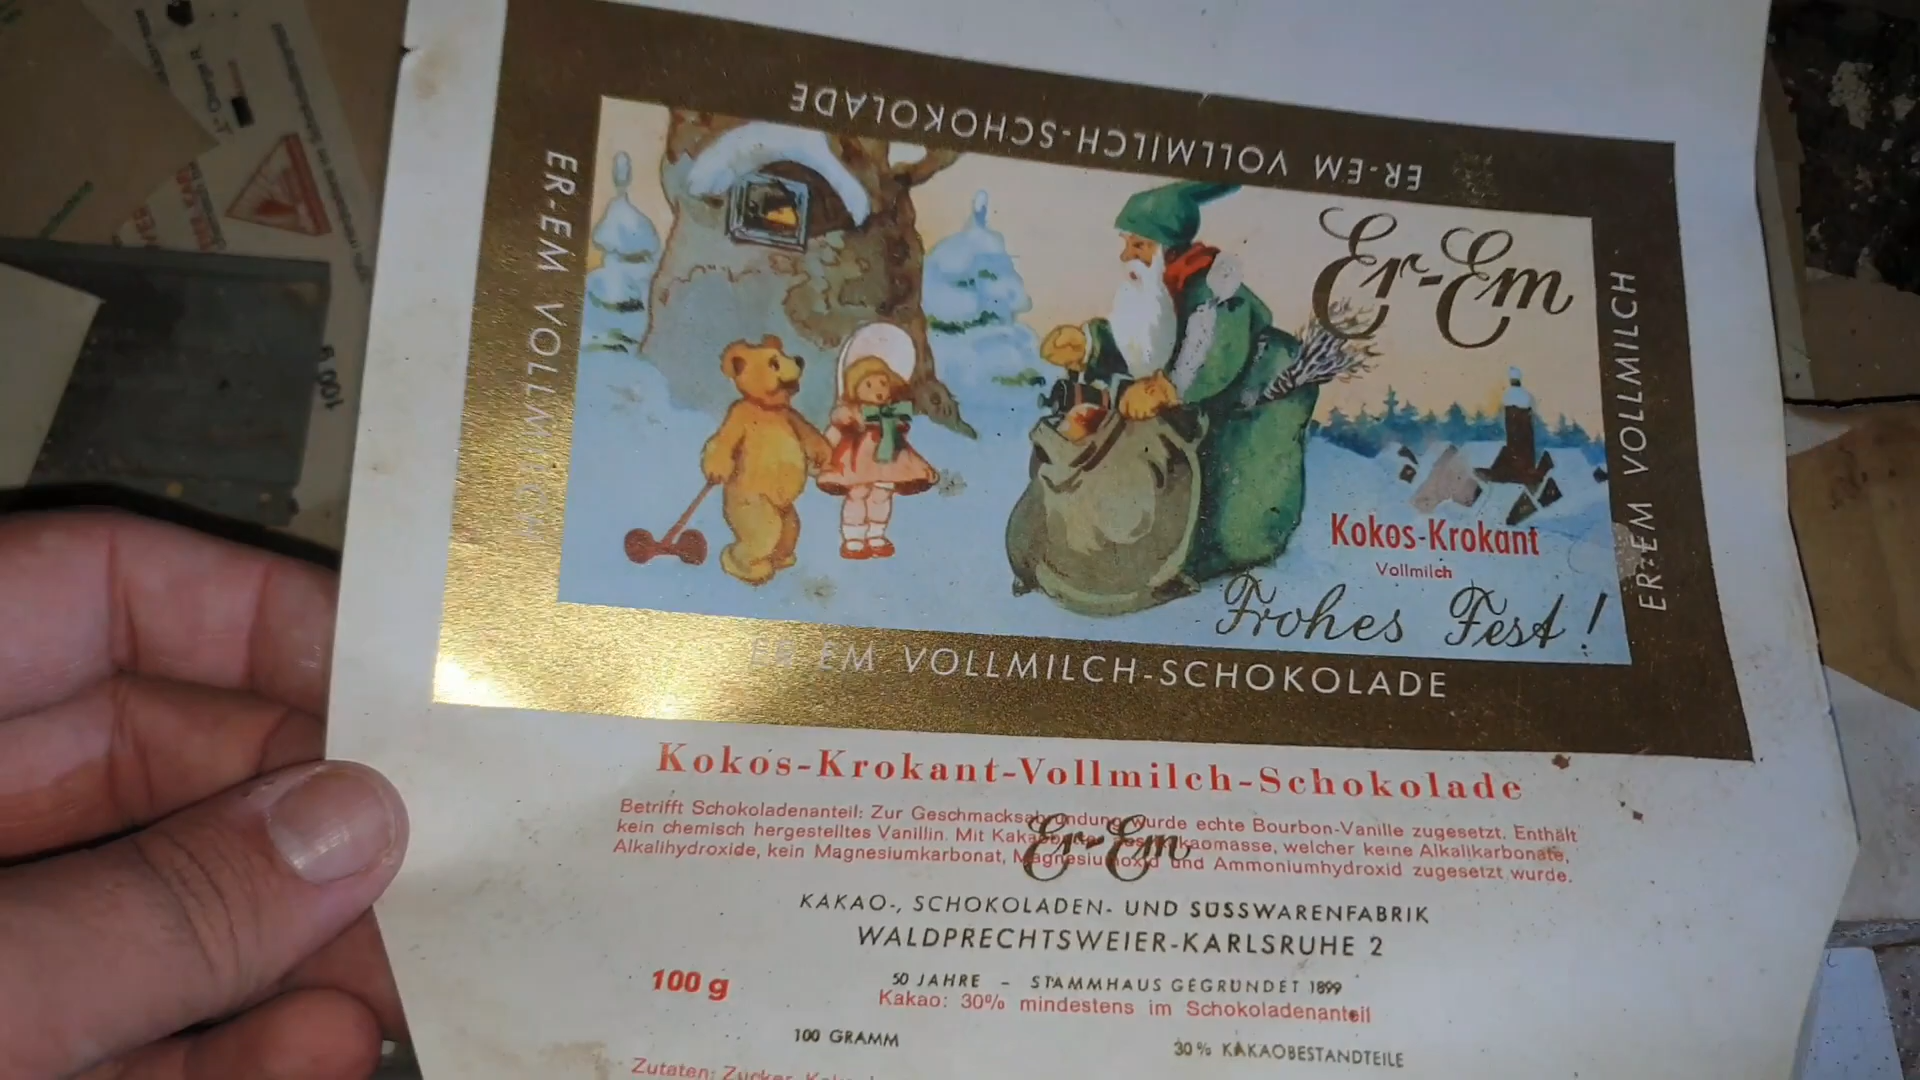 ER-EM VOLLMILCH-SCHOKOLADE
ER-EM VOLLMILCH
Er-Em
ER-EM VOLLMILCH
Kokos-Krokant
Vollmilch
Frohes Fest!
ER-EM VOLLMILCH-SCHOKOLADE
Kokos-Krokant-Vollmilch-Schokolade
Betrifft Schokoladenanteil: Zur Geschmacksabrundung wurde echte Bourbon-Vanille zugesetzt. Enthält
kein chemisch hergestelltes Vanillin. Mit welcher keine Alkalikarbonate,
Alkalihydroxide, kein Magnesiumkarbonat, Magnesiumoxid und Ammoniumhydroxid zugesetzt wurde.
Er-Em
KAKAO-, SCHOKOLADEN- UND SÜSSWARENFABRIK
WALDPRECHTSWEIER-KARLSRUHE 2
50 JAHRE – STAMMHAUS GEGRÜNDET 1899
100 g
Kakao: 30% mindestens im Schokoladenanteil
100 GRAMM
30% KAKAOBESTANDTEILE
Zutaten: Zucker,